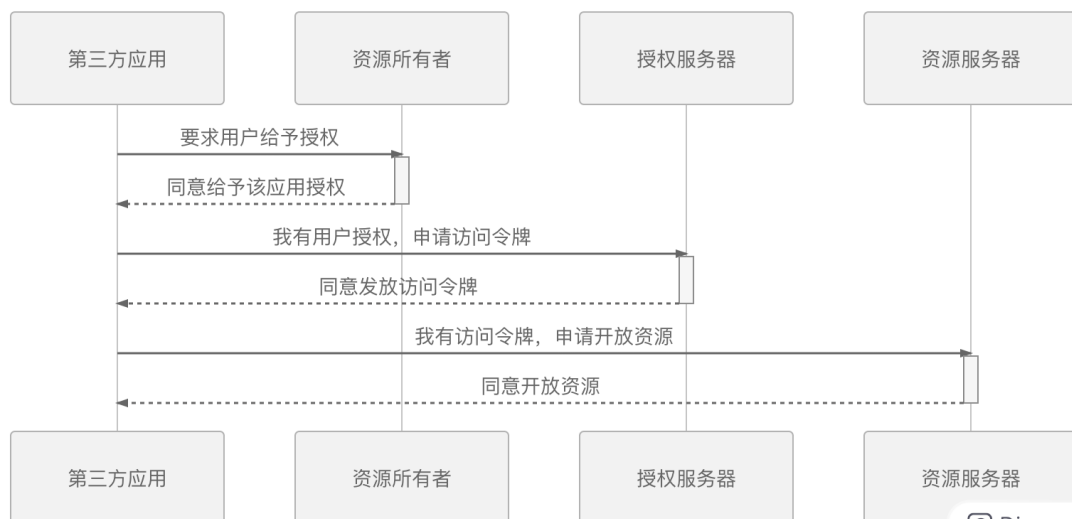 第三方应用
资源所有者
授权服务器
资源服务器
要求用户给予授权
同意给予该应用授权
我有用户授权，申请访问令牌
同意发放访问令牌
我有访问令牌，申请开放资源
同意开放资源
第三方应用
资源所有者
授权服务器
资源服务器